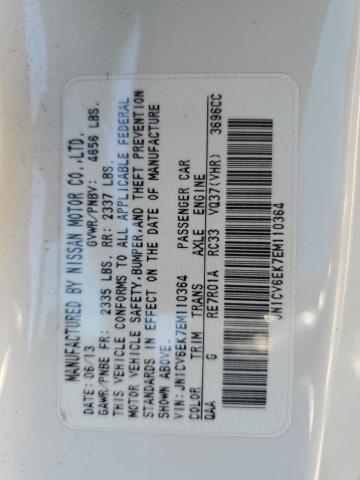 MANUFACTURED BY NISSAN MOTOR CO.,LTD.
DATE: 06/13 GVWR/PNBV: 4656 LBS.
GAWR/PNBE FR: 2335 LBS. RR: 2337 LBS.
THIS VEHICLE CONFORMS TO ALL APPLICABLE FEDERAL
MOTOR VEHICLE SAFETY,BUMPER,AND THEFT PREVENTION
STANDARDS IN EFFECT ON THE DATE OF MANUFACTURE
SHOWN ABOVE.
VIN:JN1CV6EK7EM110364 PASSENGER CAR
COLOR TRIM TRANS AXLE ENGINE
QAA G RE7R01A RC33 VQ37(VHR) 3696CC
JN1CV6EK7EM110364